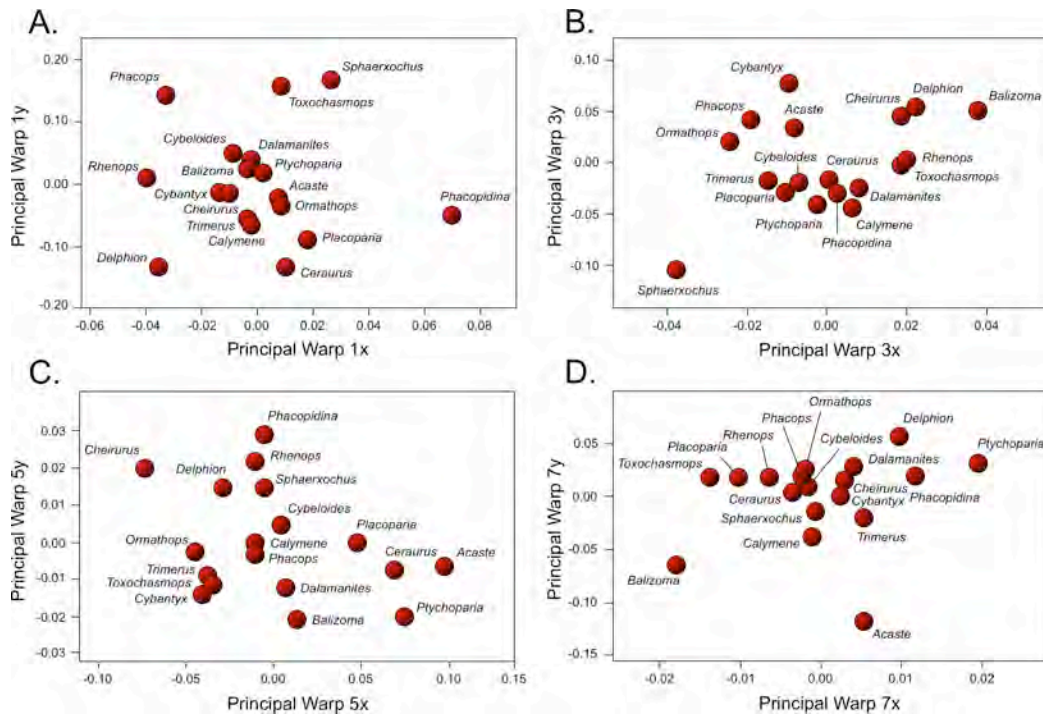 A.
Principal Warp 1y
0.20
0.10
0.00
-0.10
-0.20
-0.06
-0.04
-0.02
0.00
0.02
0.04
0.06
0.08
Principal Warp 1x
Phacops
Sphaerxochus
Toxochasmops
Cybeloides
Dalamanites
Balizoma
Ptychoparia
Rhenops
Acaste
Cybantyx
Ormathops
Cheirurus
Phacopidina
Trimerus
Calymene
Placoparia
Delphion
Ceraurus
B.
Principal Warp 3y
0.10
0.05
0.00
-0.05
-0.10
-0.04
-0.02
0.00
0.02
0.04
Principal Warp 3x
Cybantyx
Delphion
Cheirurus
Balizoma
Phacops
Acaste
Ormathops
Cybeloides
Ceraurus
Rhenops
Toxochasmops
Trimerus
Placoparia
Dalamanites
Ptychoparia
Calymene
Phacopidina
Sphaerxochus
C.
Principal Warp 5y
0.03
0.02
0.01
0.00
-0.01
-0.02
-0.03
-0.10
-0.05
0.00
0.05
0.10
0.15
Principal Warp 5x
Phacopidina
Cheirurus
Rhenops
Delphion
Sphaerxochus
Cybeloides
Placoparia
Ormathops
Calymene
Phacops
Ceraurus
Acaste
Trimerus
Toxochasmops
Cybantyx
Dalamanites
Balizoma
Ptychoparia
D.
Principal Warp 7y
0.05
0.00
-0.05
-0.10
-0.15
-0.02
-0.01
0.00
0.01
0.02
Principal Warp 7x
Ormathops
Phacops
Delphion
Rhenops
Cybeloides
Placoparia
Ptychoparia
Toxochasmops
Dalamanites
Ceraurus
Cheirurus
Phacopidina
Cybantyx
Sphaerxochus
Trimerus
Calymene
Balizoma
Acaste